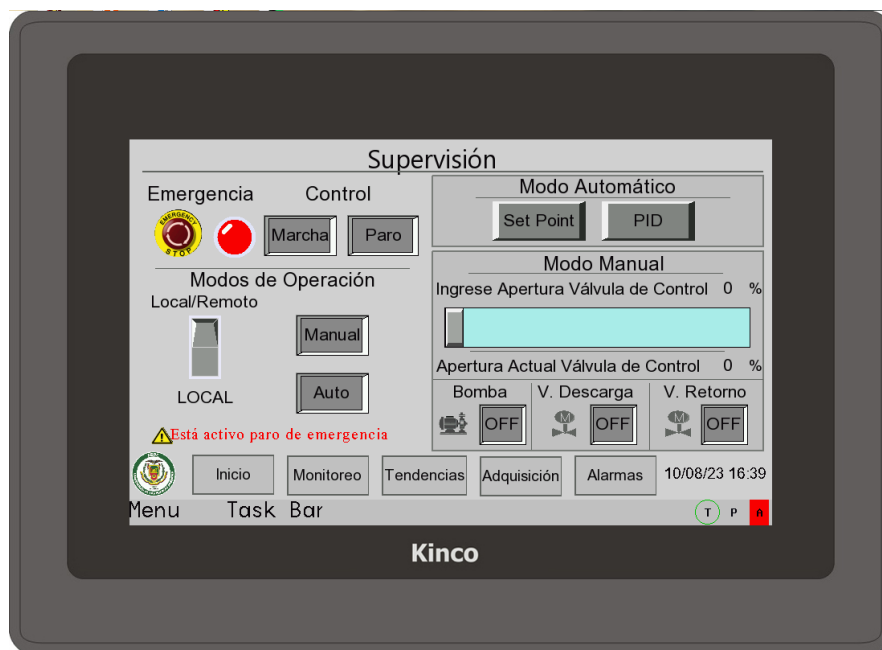 Supervisión
Emergencia
Control
EMERGENCY
STOP
Marcha
Paro
Modos de Operación
Local/Remoto
Manual
LOCAL
Auto
Está activo paro de emergencia
Modo Automático
Set Point
PID
Modo Manual
Ingrese Apertura Válvula de Control 0 %
Apertura Actual Válvula de Control 0 %
Bomba
V. Descarga
V. Retorno
OFF
M
OFF
M
OFF
Inicio
Monitoreo
Tendencias
Adquisición
Alarmas
10/08/23 16:39
Menu Task Bar
T P A
Kinco